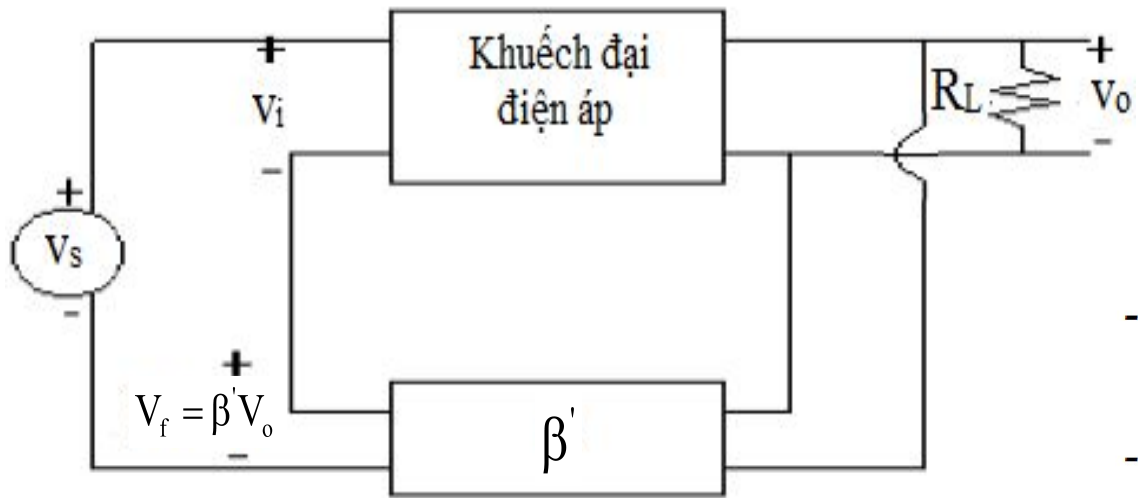 Khuếch đại
điện áp
+
Vi
-
RL
+
Vo
-
+
Vs
-
+
Vf = β'Vo
-
β'
-
-